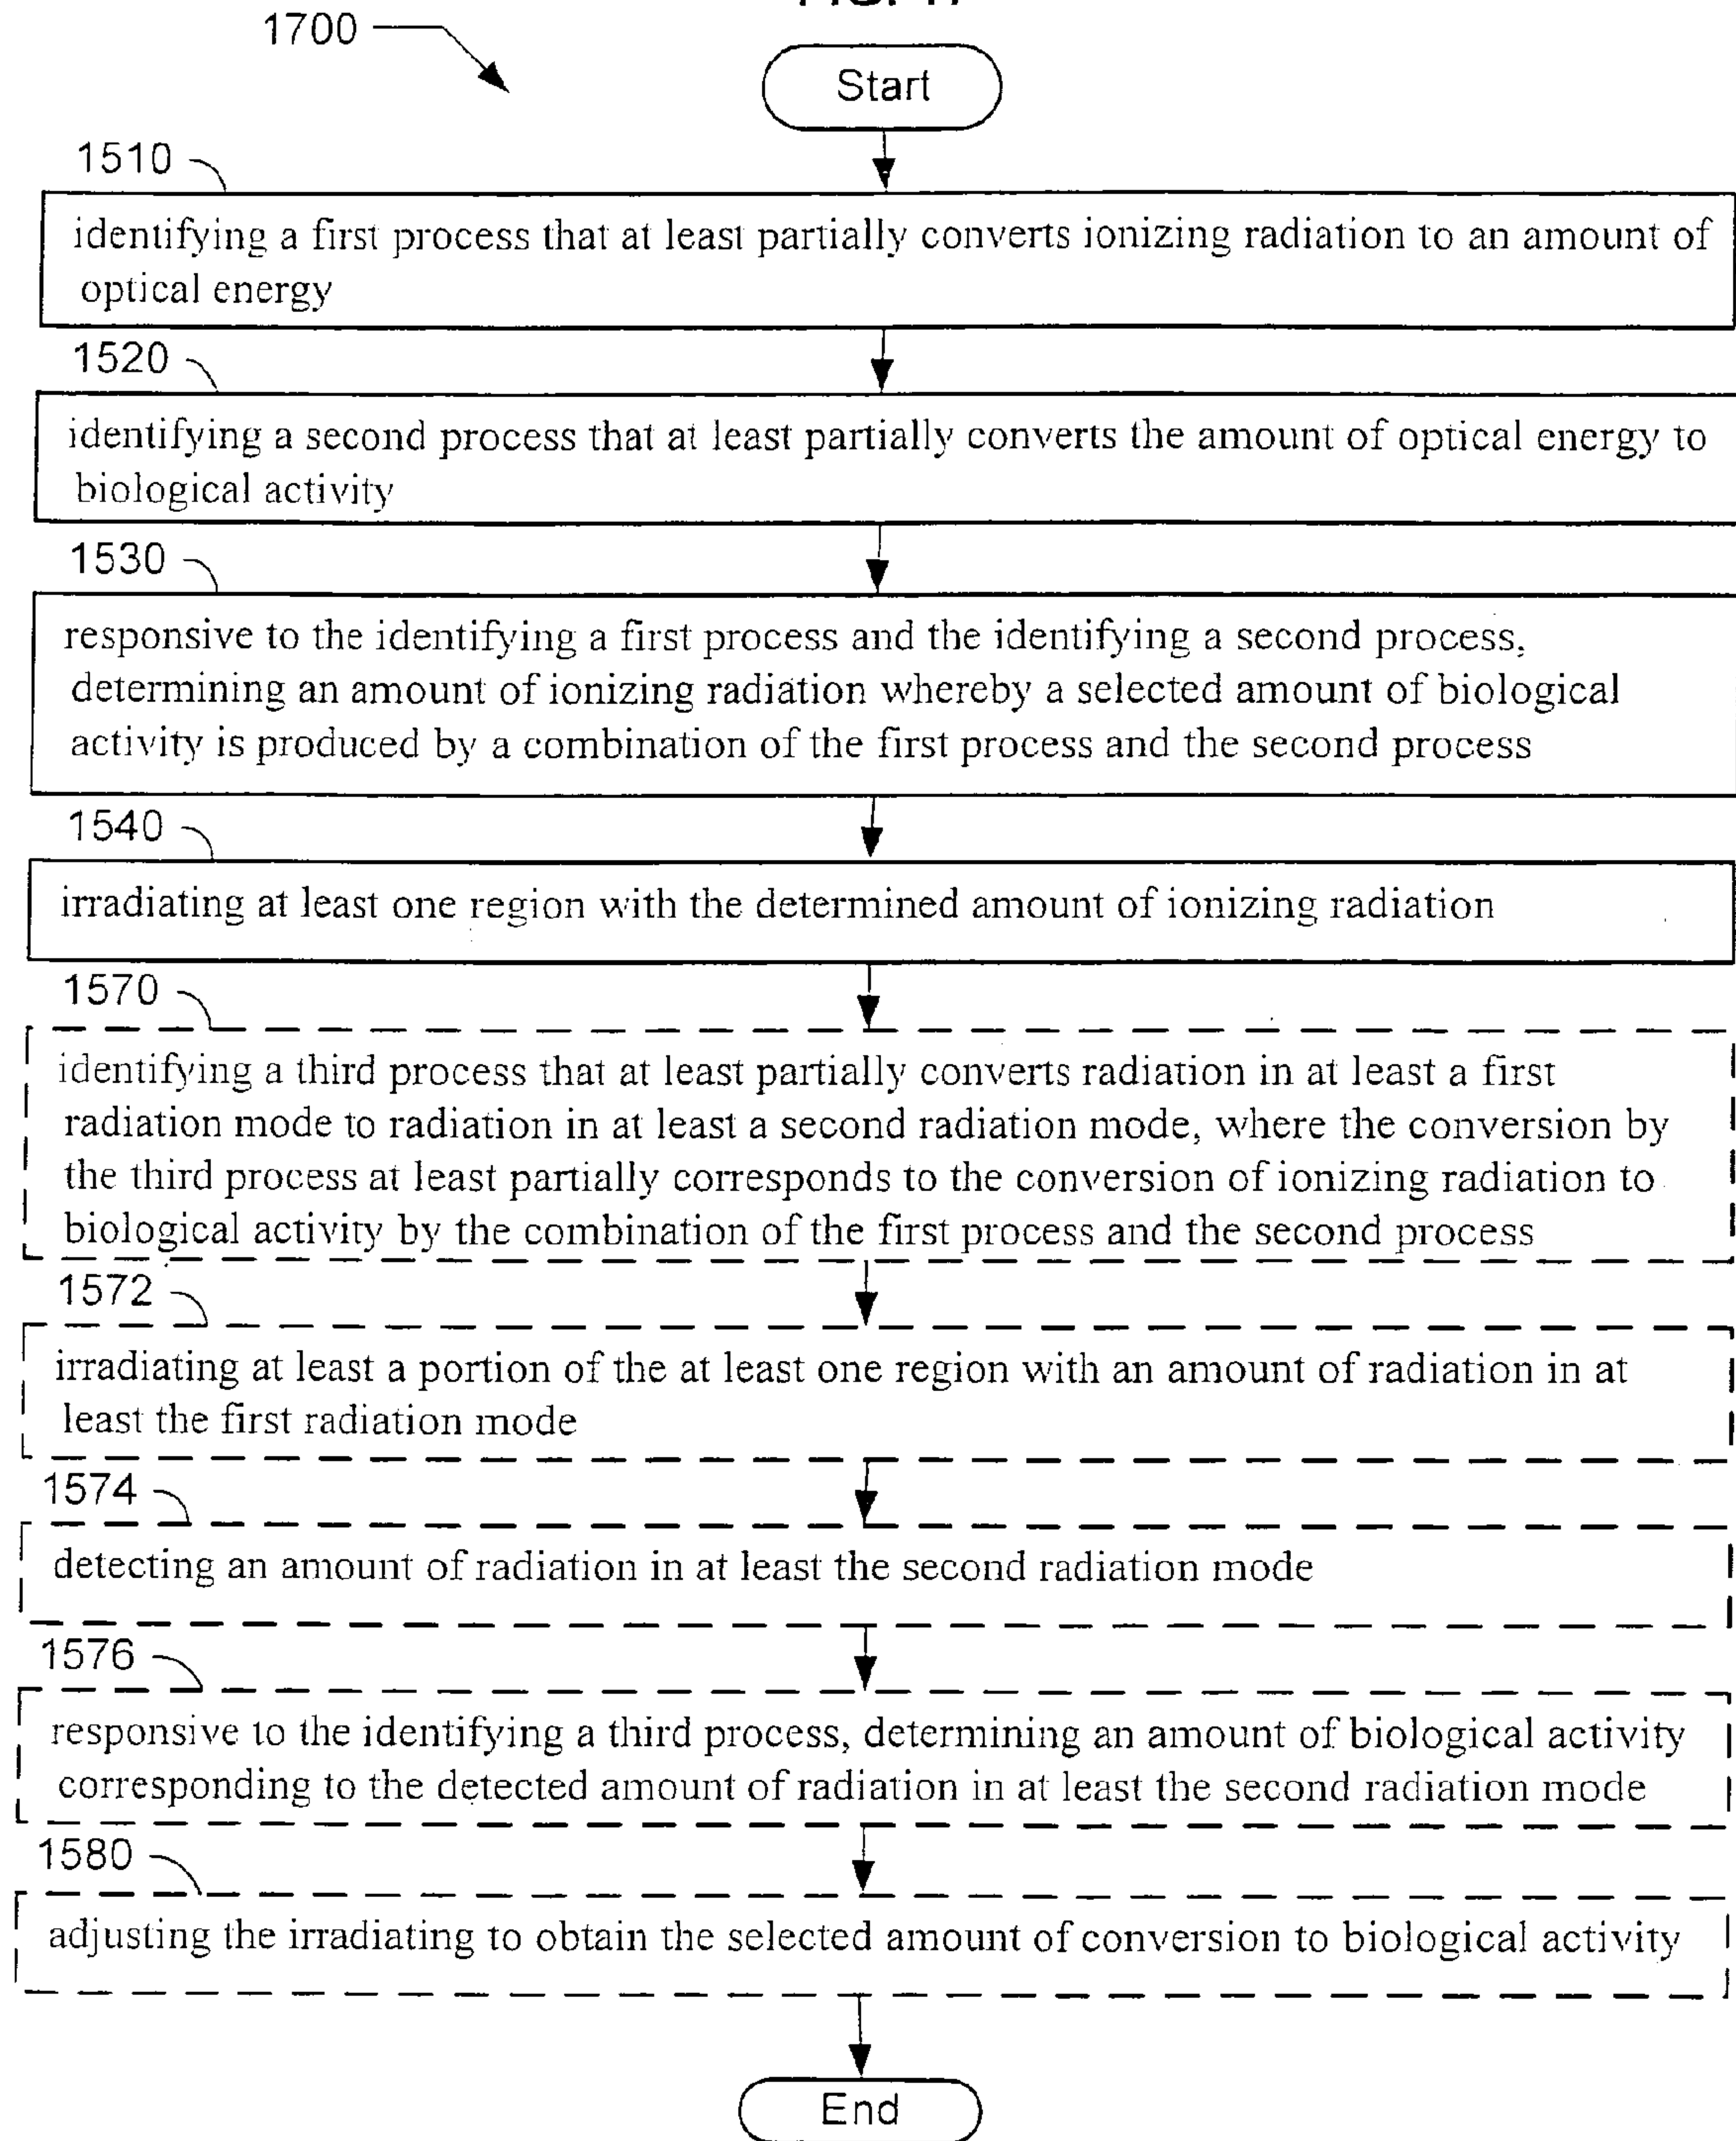 1700
Start
1510
identifying a first process that at least partially converts ionizing radiation to an amount of
optical energy
1520
identifying a second process that at least partially converts the amount of optical energy to
biological activity
1530
responsive to the identifying a first process and the identifying a second process,
determining an amount of ionizing radiation whereby a selected amount of biological
activity is produced by a combination of the first process and the second process
1540
irradiating at least one region with the determined amount of ionizing radiation
1570
identifying a third process that at least partially converts radiation in at least a first
radiation mode to radiation in at least a second radiation mode, where the conversion by
the third process at least partially corresponds to the conversion of ionizing radiation to
biological activity by the combination of the first process and the second process
1572
irradiating at least a portion of the at least one region with an amount of radiation in at
least the first radiation mode
1574
detecting an amount of radiation in at least the second radiation mode
1576
responsive to the identifying a third process, determining an amount of biological activity
corresponding to the detected amount of radiation in at least the second radiation mode
1580
adjusting the irradiating to obtain the selected amount of conversion to biological activity
End